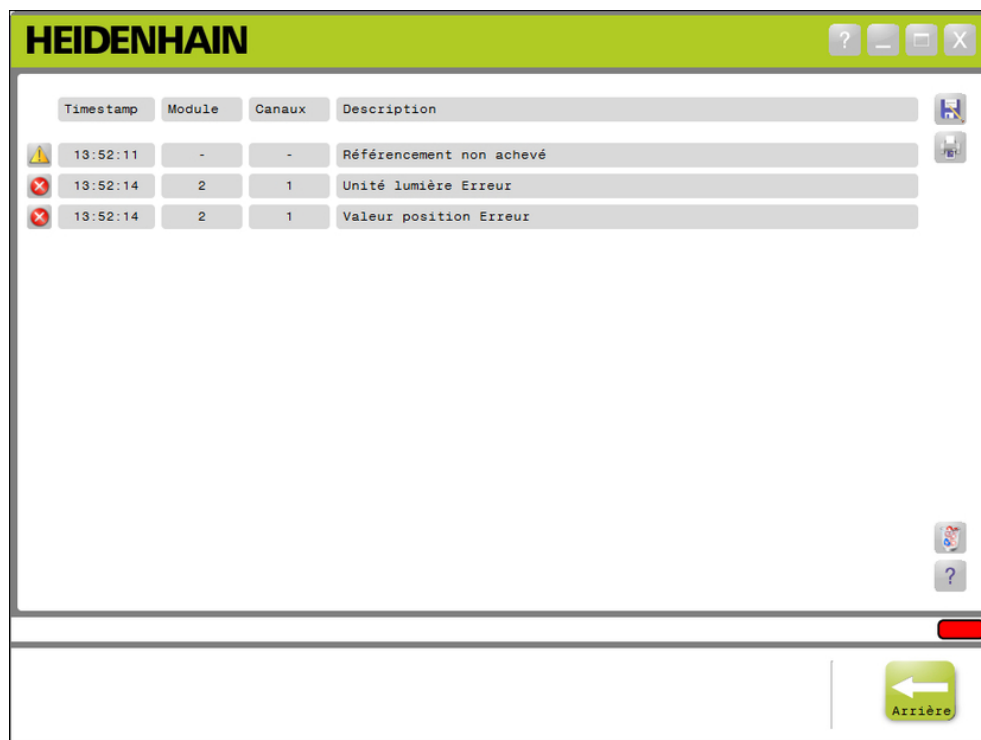 HEIDENHAIN
? X
Timestamp Module Canaux Description
13:52:11 - - Référencement non achevé
13:52:14 2 1 Unité lumière Erreur
13:52:14 2 1 Valeur position Erreur
?
Arrière